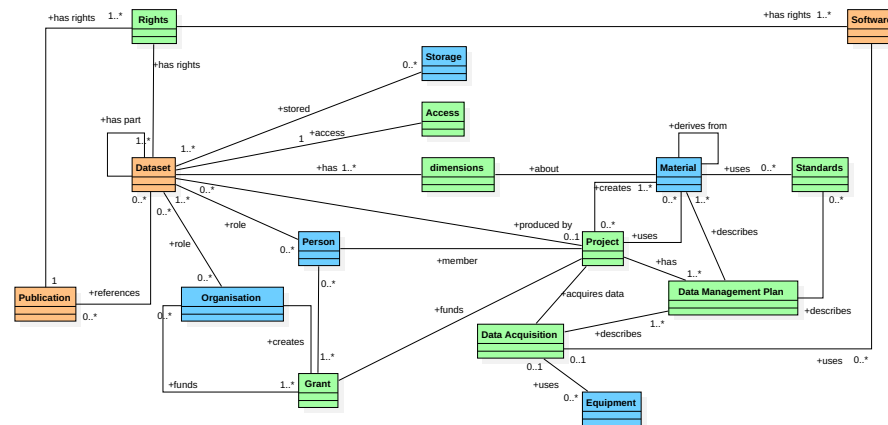 +has rights 1..*
Rights
+has rights 1..*
Software
+has rights
Storage
0..*
+stored
Access
+has part
1..*
1..*
1
+access
+derives from
Dataset
+has 1..*
dimensions
+about
Material
+uses 0..*
Standards
0..*
0..*
1..*
0..*
+creates 1..*
0..*
1..*
0..*
0..*
+role
+role
0..*
Person
+member
+produced by
0..*
0..1
Project
+uses
+describes
+has
1..*
0..*
0..*
1
+references
Publication
0..*
Organisation
0..*
+acquires data
Data Management Plan
+describes
+funds
Data Acquisition
+describes
1..*
+creates
0..1
0..1
+uses 0..*
1..*
+funds
1..*
Grant
+uses
0..*
Equipment